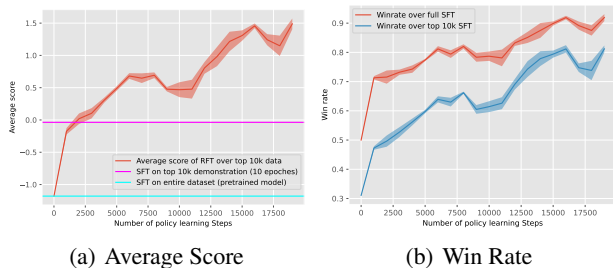 1.5
1.0
0.5
0.0
−0.5
−1.0
Average score
Average score of RFT over top 10k data
SFT on top 10k demonstration (10 epoches)
SFT on entire dataset (pretrained model)
0 2500 5000 7500 10000 12500 15000 17500
Number of policy learning Steps
(a) Average Score
Winrate over full SFT
Winrate over top 10k SFT
0.9
0.8
0.7
0.6
0.5
0.4
0.3
Win rate
0 2500 5000 7500 10000 12500 15000 17500
Number of policy learning Steps
(b) Win Rate